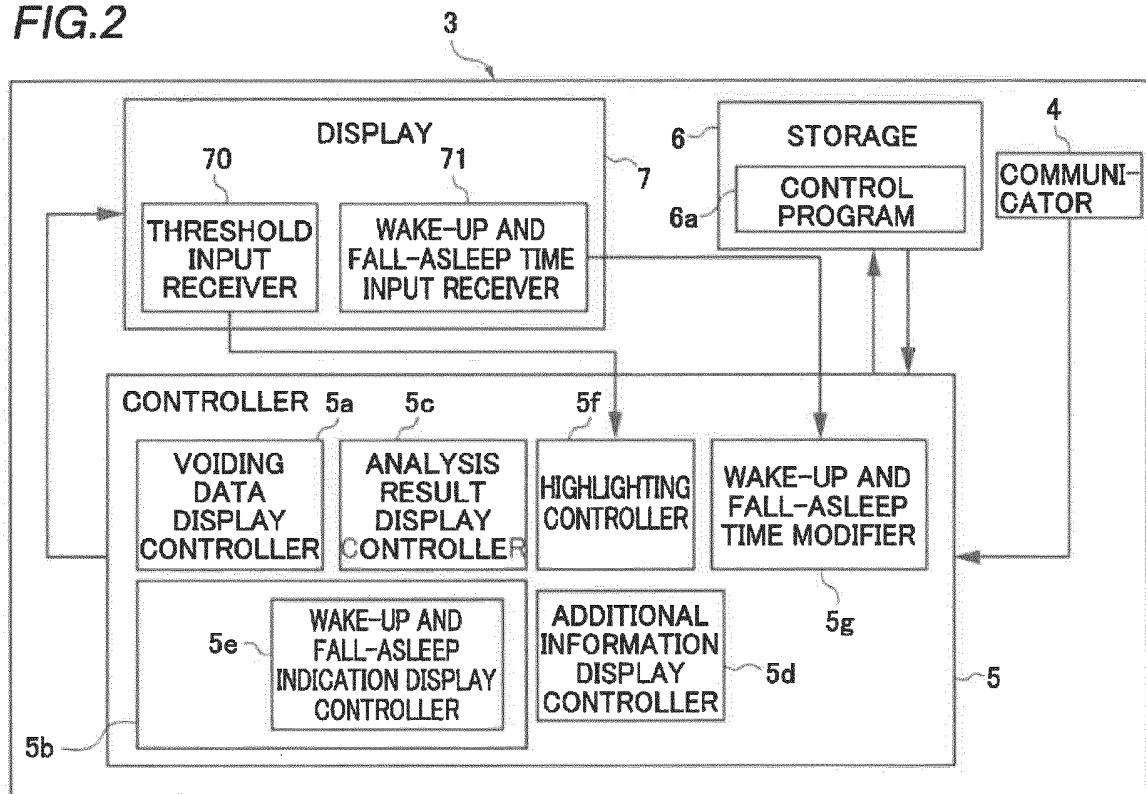 FIG.2
3
DISPLAY
70
71
7
THRESHOLD
INPUT
RECEIVER
WAKE-UP AND
FALL-ASLEEP TIME
INPUT RECEIVER
6
STORAGE
6a
CONTROL
PROGRAM
4
COMMUNI-
CATOR
CONTROLLER
5a
5c
5f
VOIDING
DATA
DISPLAY
CONTROLLER
ANALYSIS
RESULT
DISPLAY
CONTROLLER
HIGHLIGHTING
CONTROLLER
WAKE-UP AND
FALL-ASLEEP
TIME MODIFIER
5g
5e
WAKE-UP AND
FALL-ASLEEP
INDICATION DISPLAY
CONTROLLER
ADDITIONAL
INFORMATION
DISPLAY
CONTROLLER
5d
5
5b